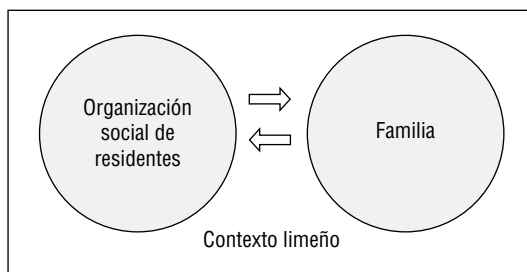 Organización
social de
residentes
Familia
Contexto limeño